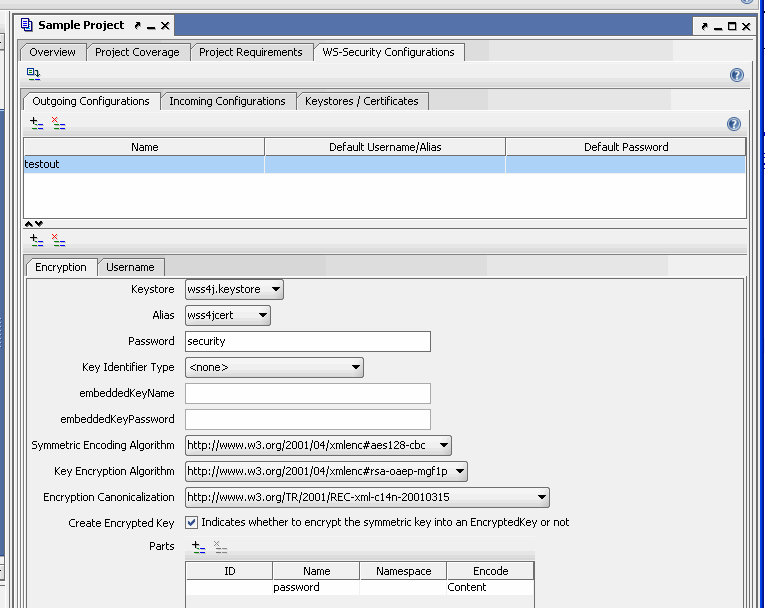 Sample Project
Overview Project Coverage Project Requirements WS-Security Configurations
Outgoing Configurations Incoming Configurations Keystores / Certificates
Name Default Username/Alias Default Password
testout
Encryption Username
Keystore wss4j.keystore
Alias wss4jcert
Password security
Key Identifier Type <none>
embeddedKeyName
embeddedKeyPassword
Symmetric Encoding Algorithm http://www.w3.org/2001/04/xmlenc#aes128-cbc
Key Encryption Algorithm http://www.w3.org/2001/04/xmlenc#rsa-oaep-mgf1p
Encryption Canonicalization http://www.w3.org/TR/2001/REC-xml-c14n-20010315
Create Encrypted Key Indicates whether to encrypt the symmetric key into an EncryptedKey or not
Parts
ID Name Namespace Encode
password Content